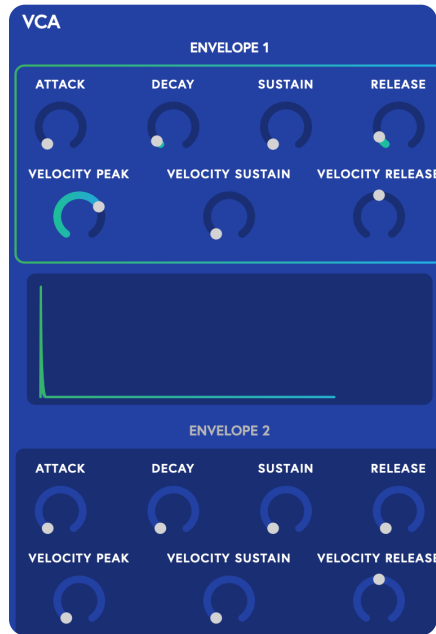 VCA
ENVELOPE 1
ATTACK DECAY SUSTAIN RELEASE
VELOCITY PEAK VELOCITY SUSTAIN VELOCITY RELEASE
ENVELOPE 2
ATTACK DECAY SUSTAIN RELEASE
VELOCITY PEAK VELOCITY SUSTAIN VELOCITY RELEASE